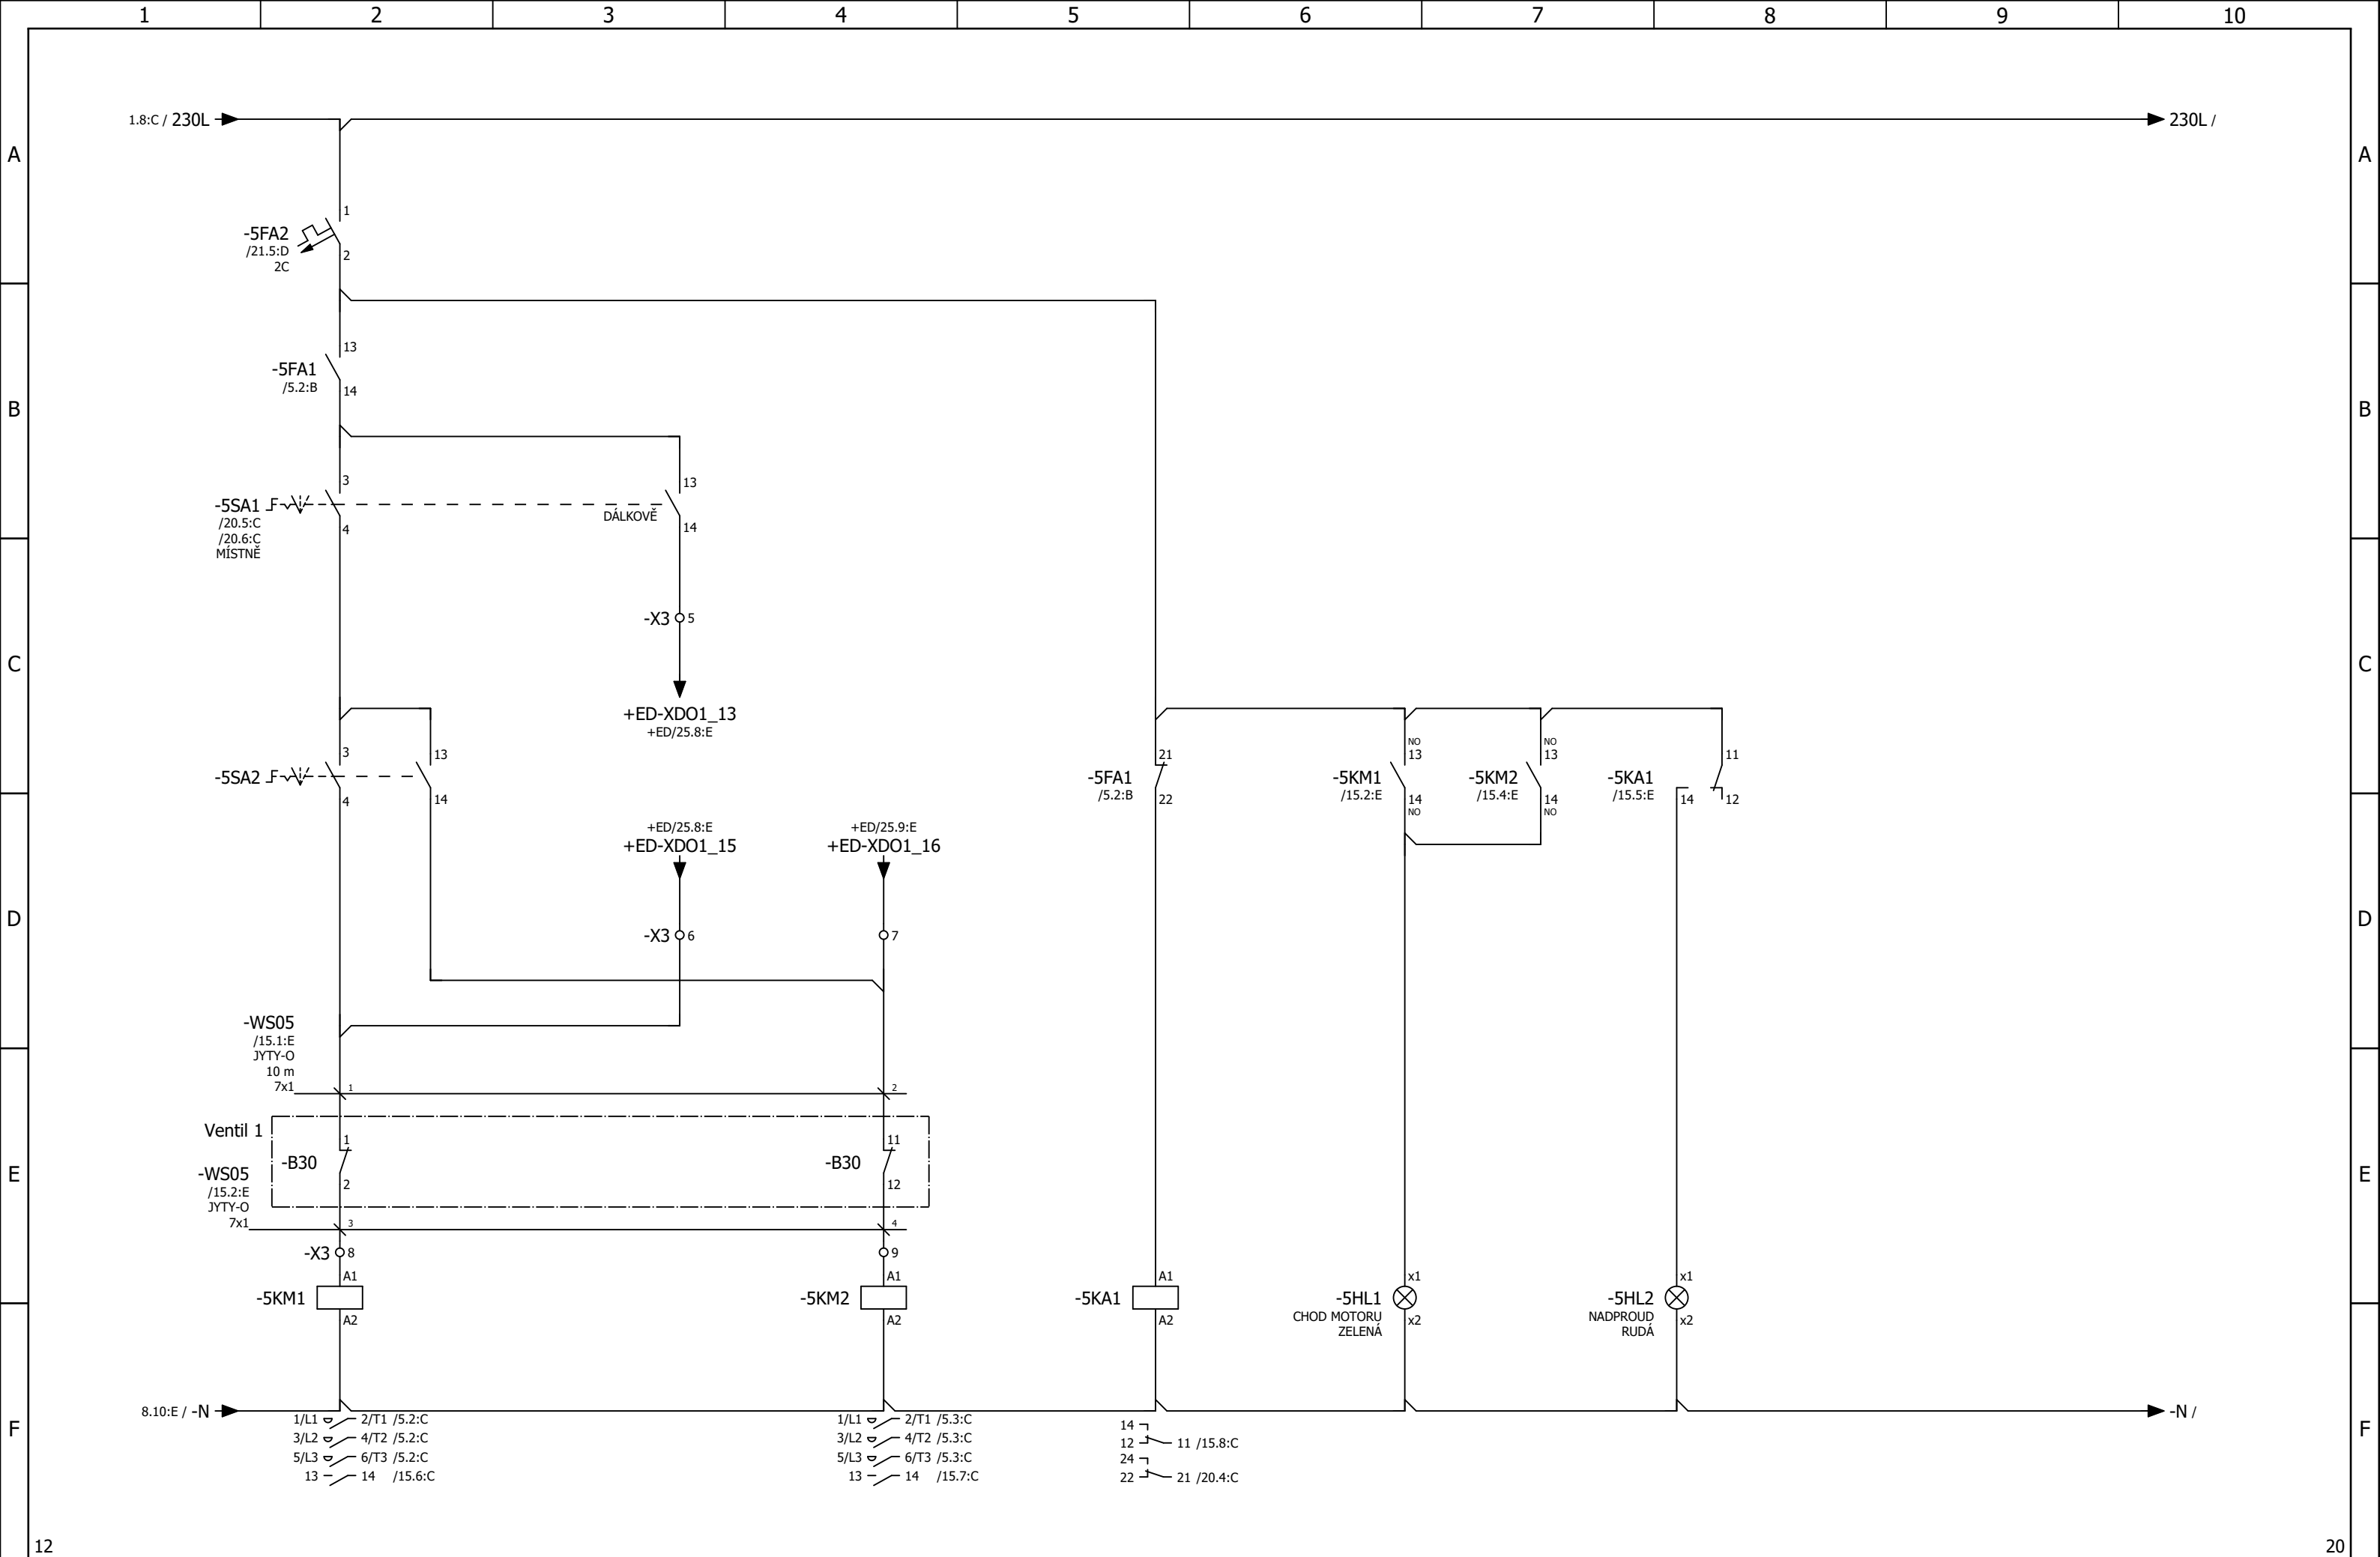 1 2 3 4 5 6 7 8 9 10
1.8:C / 230L
230L /
A
A
1
-5FA2
/21.5:D
2C
2
13
-5FA1
/5.2:B
14
B
B
3
-5SA1
/20.5:C
/20.6:C
MÍSTNĚ
4
13
DÁLKOVĚ
14
-X3 5
C
C
+ED-XDO1_13
+ED/25.8:E
3
-5SA2
4
13
14
21
-5FA1
/5.2:B
22
NO
13
-5KM1
/15.2:E
14
NO
NO
13
-5KM2
/15.4:E
14
NO
11
-5KA1
/15.5:E
14
12
+ED/25.8:E
+ED-XDO1_15
+ED/25.9:E
+ED-XDO1_16
D
D
-X3 6
7
-WS05
/15.1:E
JYTY-O
10 m
7x1
1
2
Ventil 1
1
-B30
2
11
-B30
12
E
E
-WS05
/15.2:E
JYTY-O
7x1
3
4
-X3 8
9
A1
-5KM1
A2
A1
-5KM2
A2
A1
-5KA1
A2
x1
-5HL1
CHOD MOTORU
ZELENÁ
x2
x1
-5HL2
NADPROUD
RUDÁ
x2
8.10:E / -N
-N /
F
F
1/L1 2/T1 /5.2:C
3/L2 4/T2 /5.2:C
5/L3 6/T3 /5.2:C
13 14 /15.6:C
1/L1 2/T1 /5.3:C
3/L2 4/T2 /5.3:C
5/L3 6/T3 /5.3:C
13 14 /15.7:C
14
12 11 /15.8:C
24
22 21 /20.4:C
12
20